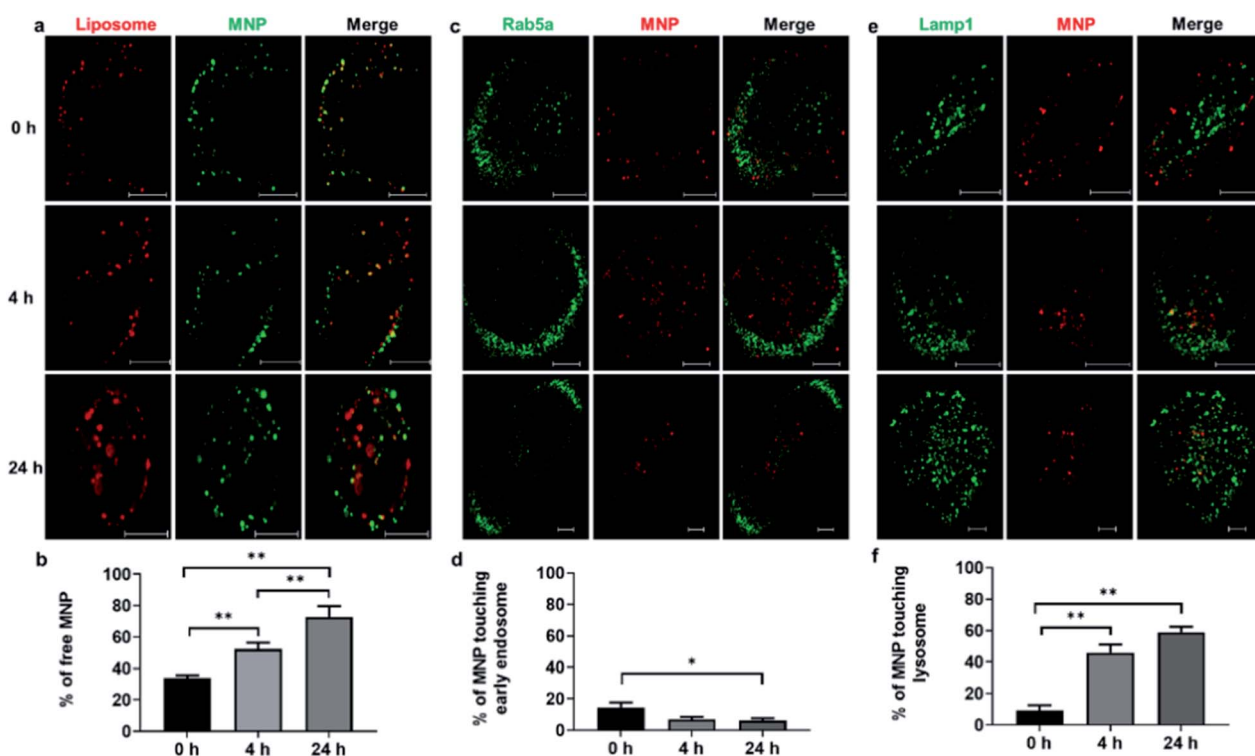 a Liposome MNP Merge c Rab5a MNP Merge e Lamp1 MNP Merge
0 h
4 h
24 h
b
% of free MNP
100
80
60
40
20
0
** ** **
0 h 4 h 24 h
d
% of MNP touching
early endosome
100
80
60
40
20
0
*
0 h 4 h 24 h
f
% of MNP touching
lysosome
100
80
60
40
20
0
** **
0 h 4 h 24 h